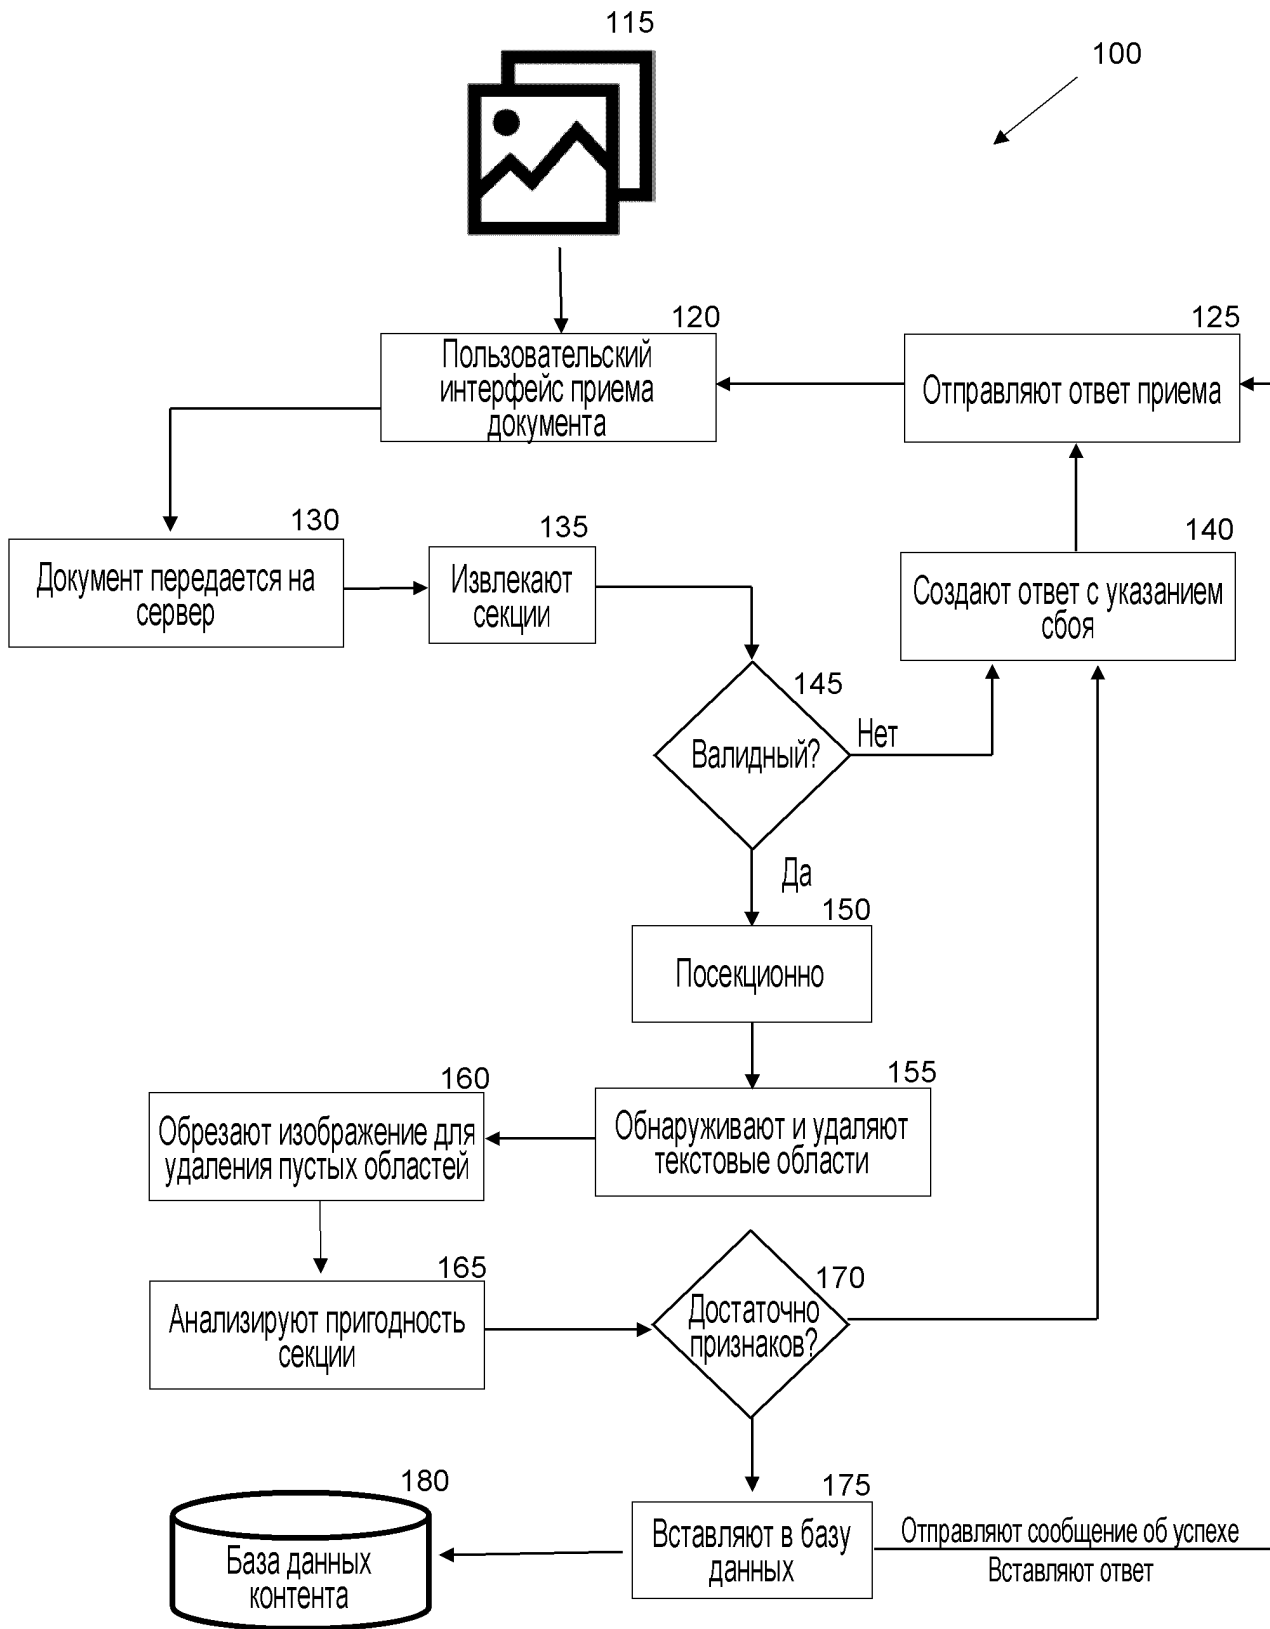 115
100
120
Пользовательский
интерфейс приема
документа
125
Отправляют ответ приема
130
Документ передается на
сервер
135
Извлекают
секции
140
Создают ответ с указанием
сбоя
145
Валидный?
Нет
Да
150
Посекционно
155
Обнаруживают и удаляют
текстовые области
160
Обрезают изображение для
удаления пустых областей
165
Анализируют пригодность
секции
170
Достаточно
признаков?
175
Вставляют в базу
данных
Отправляют сообщение об успехе
Вставляют ответ
180
База данных
контента